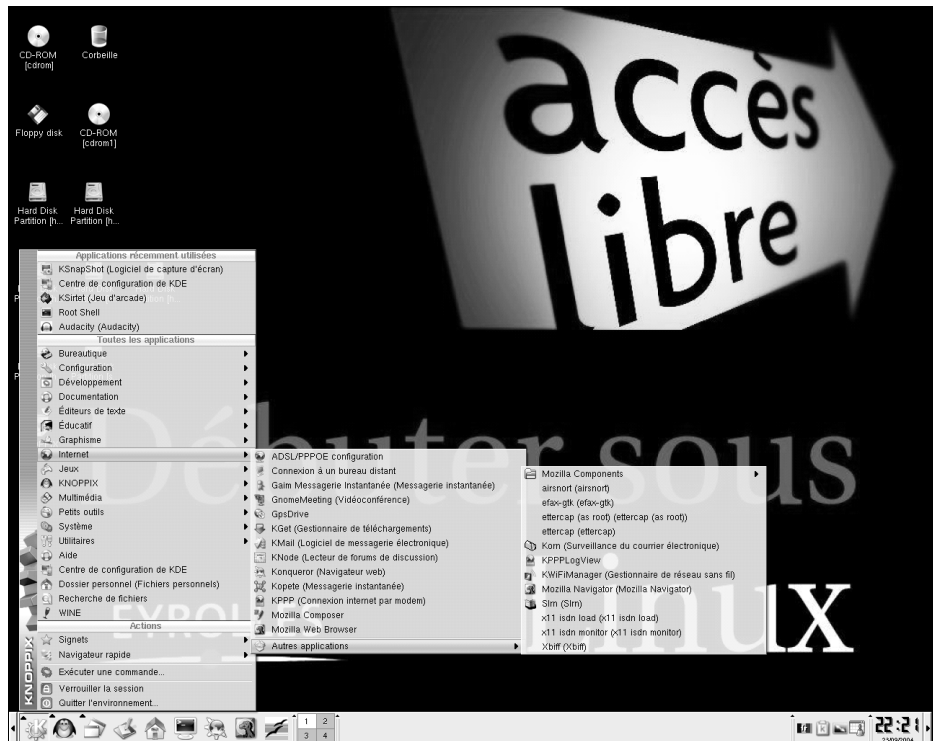 accès
libre
CD-ROM
[cdrom]
Corbeille
Floppy disk
CD-ROM
[cdrom1]
Hard Disk
Partition [h...
Hard Disk
Partition [h...
Débuter sous
Linux
EYROLLES
Applications récemment utilisées
KSnapShot (Logiciel de capture d'écran)
Centre de configuration de KDE
KSirtet (Jeu d'arcade)
Root Shell
Audacity (Audacity)
Toutes les applications
Bureautique
Configuration
Développement
Documentation
Éditeurs de texte
Éducatif
Graphisme
Internet
Jeux
KNOPPIX
Multimédia
Petits outils
Système
Utilitaires
Aide
Centre de configuration de KDE
Dossier personnel (Fichiers personnels)
Recherche de fichiers
WINE
Actions
Signets
Navigateur rapide
Exécuter une commande...
Verrouiller la session
Quitter l'environnement...
KNOPPIX
ADSL/PPPOE configuration
Connexion à un bureau distant
Gaim Messagerie Instantanée (Messagerie instantanée)
GnomeMeeting (Vidéoconférence)
GpsDrive
KGet (Gestionnaire de téléchargements)
KMail (Logiciel de messagerie électronique)
KNode (Lecteur de forums de discussion)
Konqueror (Navigateur web)
Kopete (Messagerie instantanée)
KPPP (Connexion internet par modem)
Mozilla Composer
Mozilla Web Browser
Autres applications
Mozilla Components
airsnort (airsnort)
efax-gtk (efax-gtk)
ettercap (as root) (ettercap (as root))
ettercap (ettercap)
Korn (Surveillance du courrier électronique)
KPPPLogView
KWiFiManager (Gestionnaire de réseau sans fil)
Mozilla Navigator (Mozilla Navigator)
Slrn (Slrn)
x11 isdn load (x11 isdn load)
x11 isdn monitor (x11 isdn monitor)
Xbiff (Xbiff)
1 2
3 4
22:21
25/09/2004